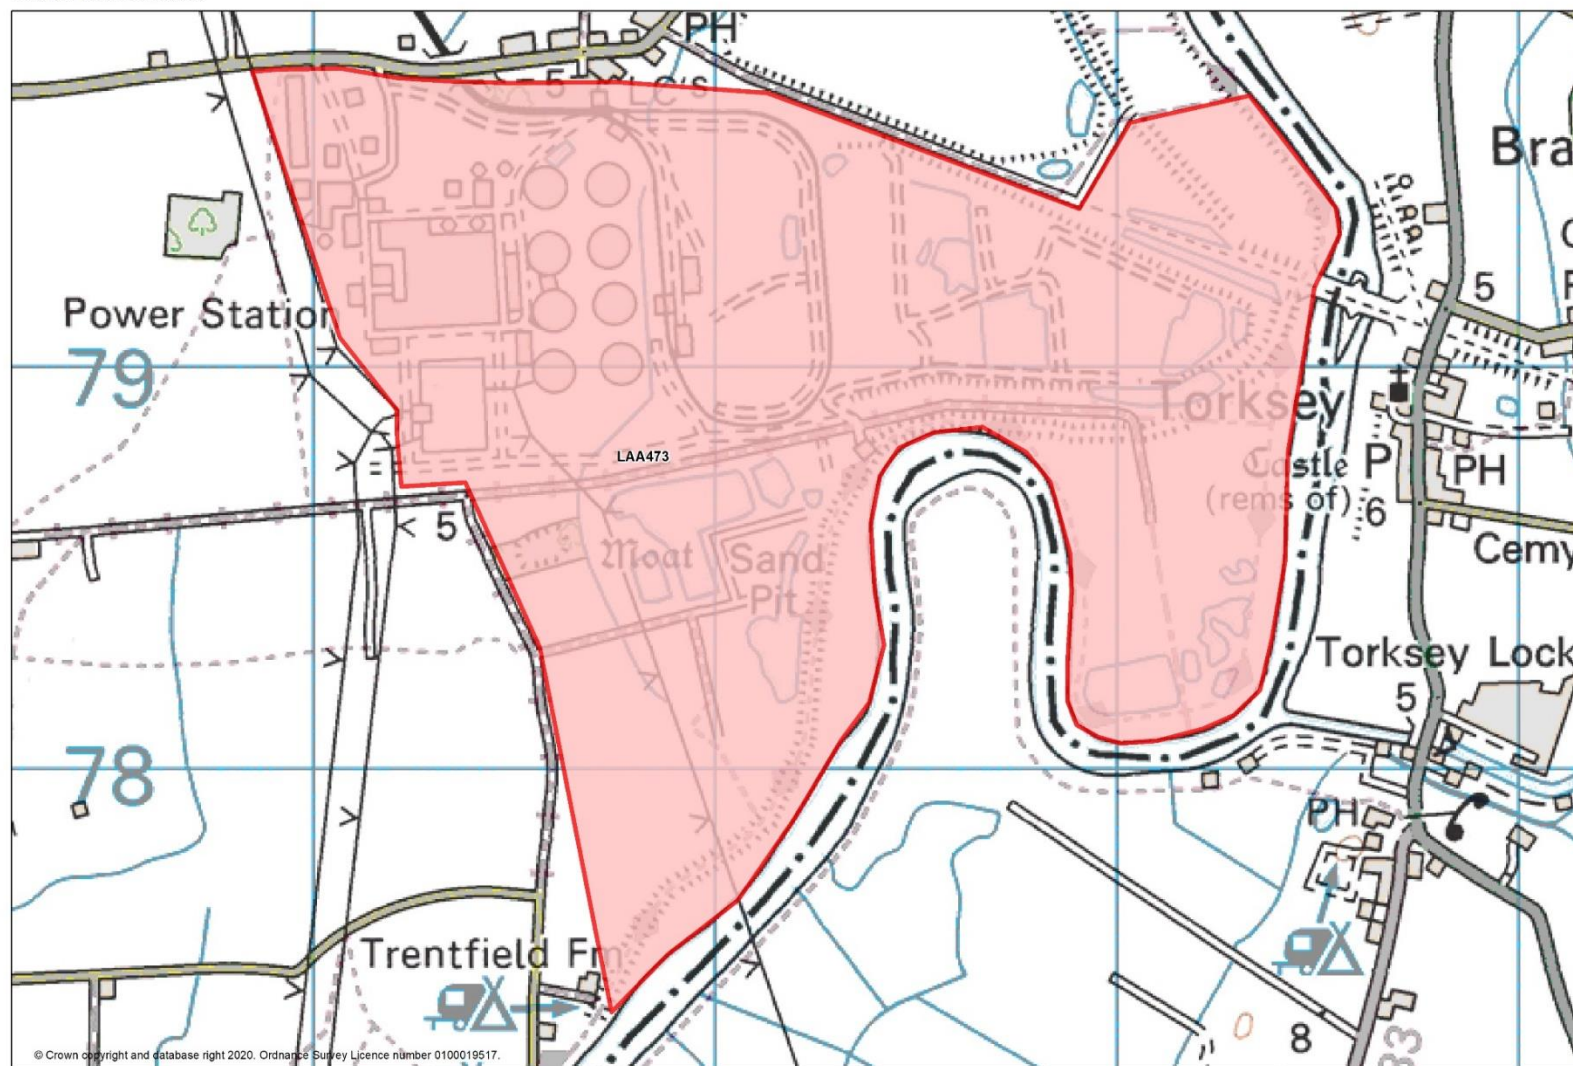 PH
5
LC's
Bra
Power Station
5
79
Torksey
LAA473
Castle
P
PH
(rems of)
6
5
Cemy
Moat
Sand
Pit
Torksey Lock
5
78
PH
Trentfield Fm
8
33
© Crown copyright and database right 2020. Ordnance Survey Licence number 0100019517.